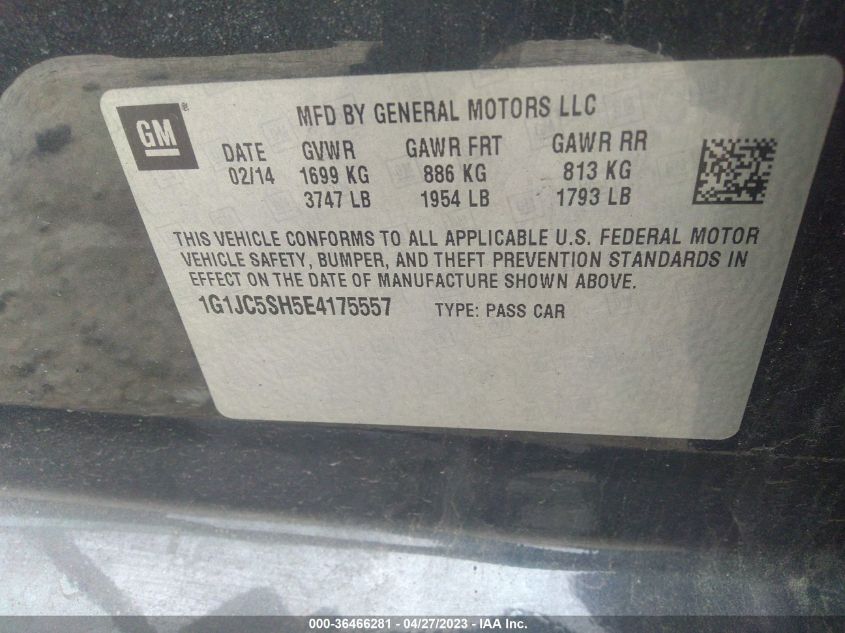 GM
®
MFD BY GENERAL MOTORS LLC
DATE GVWR GAWR FRT GAWR RR
02/14 1699 KG 886 KG 813 KG
3747 LB 1954 LB 1793 LB
THIS VEHICLE CONFORMS TO ALL APPLICABLE U.S. FEDERAL MOTOR
VEHICLE SAFETY, BUMPER, AND THEFT PREVENTION STANDARDS IN
EFFECT ON THE DATE OF MANUFACTURE SHOWN ABOVE.
1G1JC5SH5E4175557 TYPE: PASS CAR
000-36466281 - 04/27/2023 - IAA Inc.